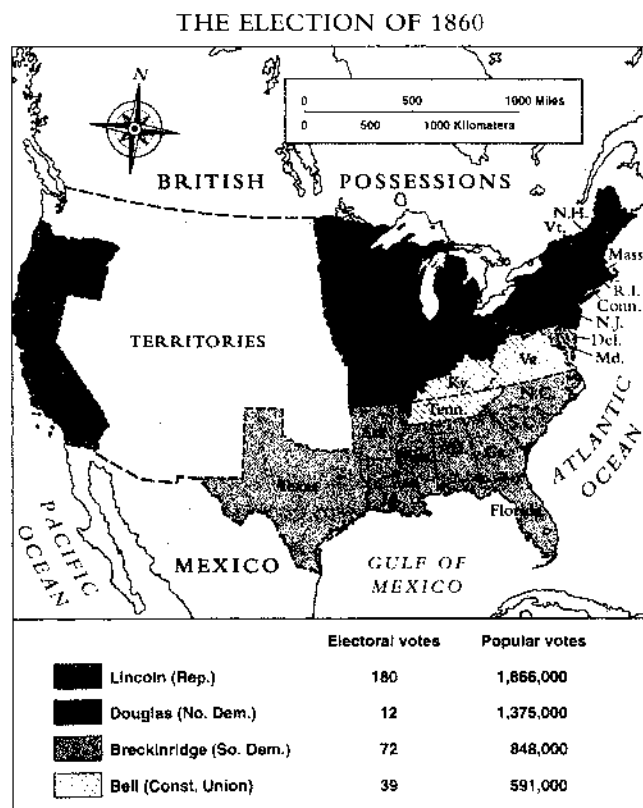 THE ELECTION OF 1860
N
0 500 1000 Miles
0 500 1000 Kilometers
BRITISH POSSESSIONS
N.H.
Vt.
Mass
R.I.
Conn.
N.J.
Del.
Md.
TERRITORIES
Va
Ky.
N.C.
Tenn.
S.C.
Ark
Ga
Texas
La
Florida
ATLANTIC OCEAN
PACIFIC OCEAN
MEXICO
GULF OF MEXICO
Electoral votes Popular votes
Lincoln (Rep.) 180 1,866,000
Douglas (No. Dem.) 12 1,375,000
Breckinridge (So. Dem.) 72 848,000
Bell (Const. Union) 39 591,000